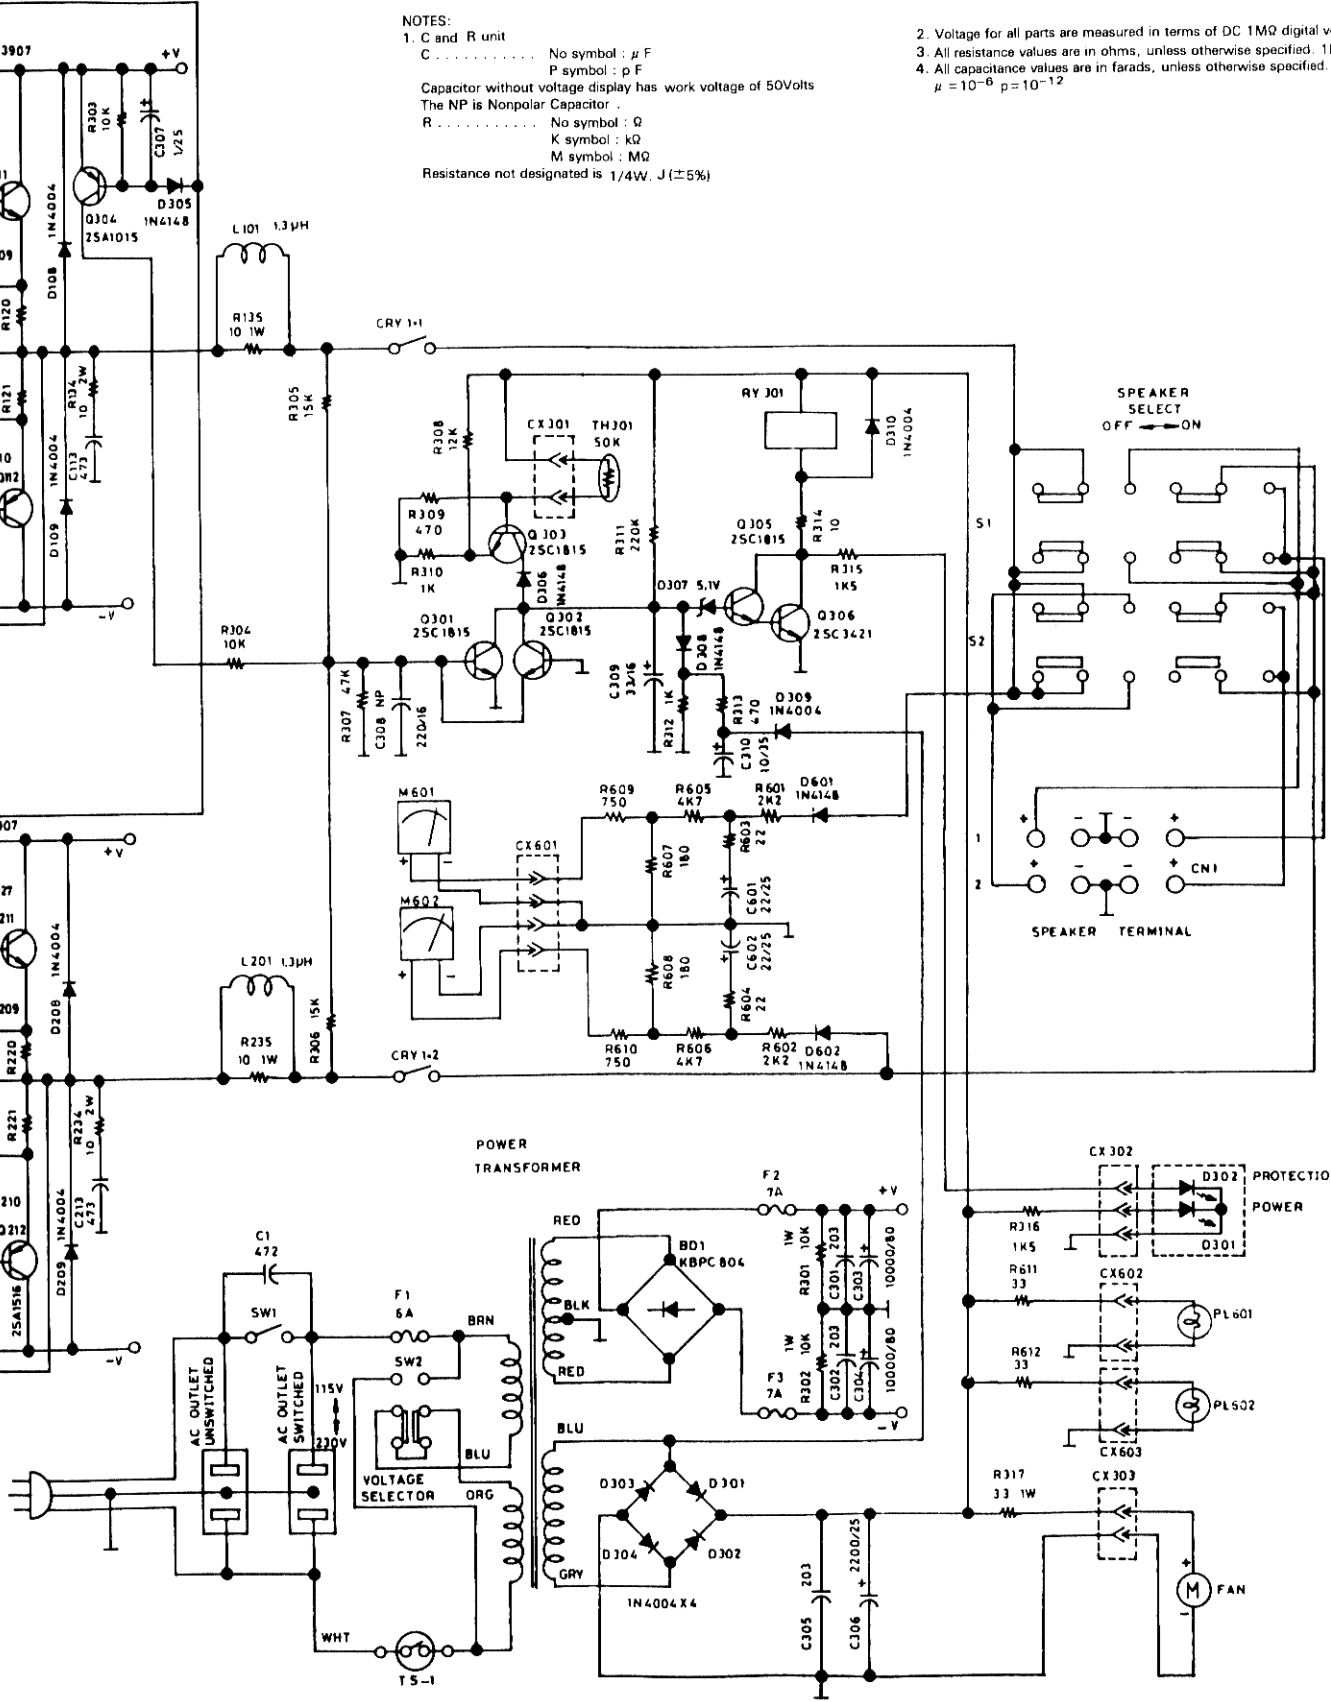 NOTES:
1. C and R unit
C . . . . . . . . . . . No symbol : μ F
P symbol : p F
Capacitor without voltage display has work voltage of 50Volts
The NP is Nonpolar Capacitor .
R . . . . . . . . . . . No symbol : Ω
K symbol : kΩ
M symbol : MΩ
Resistance not designated is 1/4W. J (±5%)
2. Voltage for all parts are measured in terms of DC 1MΩ digital
3. All resistance values are in ohms, unless otherwise specified.
4. All capacitance values are in farads, unless otherwise specified.
μ =10⁻⁶ p=10⁻¹²
3907
+V
R303
10K
C307
1/25
Q304
2SA1015
D305
1N4148
1N4004
D108
09
R120
L101 1,3μH
R135
10 1W
CRY 1-1
R121
R134
10 2W
C113
473
1N4004
D109
10
-V
R305
15K
R304
10K
R308
12K
CX301
TH301
50K
R309
470
R310
1K
Q303
2SC1815
D306
1N4148
R311
220K
RY 301
D310
1N4004
R314
10
R315
1K5
Q305
2SC1815
D307 5,1V
Q306
2SC3421
Q301
2SC1815
Q302
2SC1815
R307 47K
C308 NP
220/16
C309
33/16
D308
1N4148
R312 1K
R313
470
C310
10/35
D309
1N4004
SPEAKER
SELECT
OFF ON
S1
S2
1
2
+
-
-
+
+
-
-
+
CN1
SPEAKER TERMINAL
M601
+
-
M602
+
-
CX601
R609
750
R605
4K7
R601
2K2
D601
1N4148
R607
180
R603
22
C601
22/25
C602
22/25
R608
180
R604
22
R610
750
R606
4K7
R602
2K2
D602
1N4148
907
+V
27
211
209
R220
1N4004
D208
L201 1,3μH
R235
10 1W
R306 15K
CRY 1-2
R221
R234
10 2W
C213
473
1N4004
D209
210
Q212
2SA1516
-V
POWER
TRANSFORMER
C1
472
SW1
F1
6A
SW2
BRN
BLU
ORG
WHT
RED
BLK
RED
BLU
GRY
AC OUTLET
UNSWITCHED
AC OUTLET
SWITCHED
115V
230V
VOLTAGE
SELECTOR
TS-1
BD1
KBPC804
F2
7A
F3
7A
+V
-V
R301 10K
1W
C301 203
C303
10000/80
R302 10K
1W
C302 203
C304
10000/80
D303
D301
D304
D302
1N4004X4
C305 203
C306
2200/25
CX302
D302
D301
PROTECTIO
POWER
R316
1K5
R611
33
CX602
PL601
R612
33
CX603
R317
33 1W
CX303
+
M
-
FAN